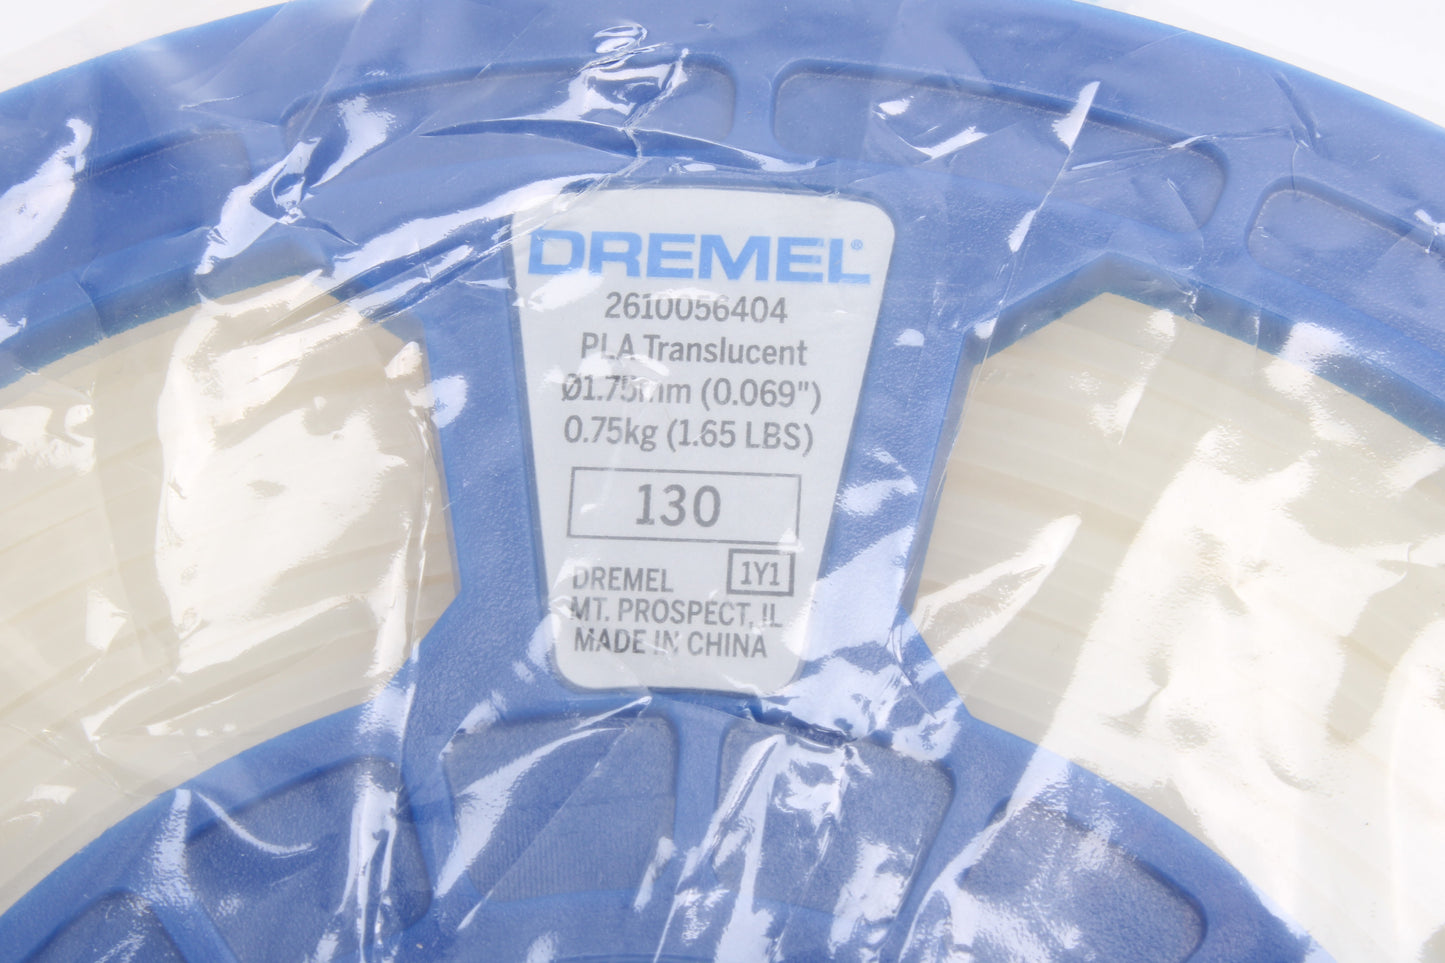 DREMEL®
2610056404
PLA Translucent
Ø1.75mm (0.069")
0.75kg (1.65 LBS)
130
1Y1
DREMEL
MT. PROSPECT, IL
MADE IN CHINA